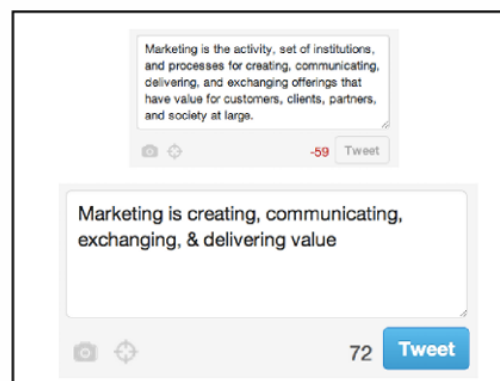 Marketing is the activity, set of institutions,
and processes for creating, communicating,
delivering, and exchanging offerings that
have value for customers, clients, partners,
and society at large.
-59 Tweet
Marketing is creating, communicating,
exchanging, & delivering value
72 Tweet